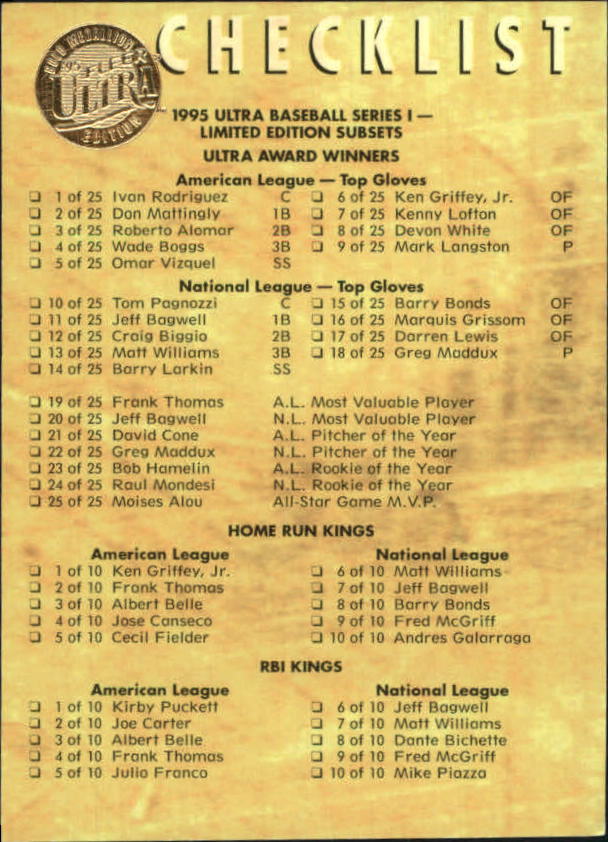 GOLD MEDALLION
1995 FLEER
ULTRA
EDITION
CHECKLIST
1995 ULTRA BASEBALL SERIES I —
LIMITED EDITION SUBSETS
ULTRA AWARD WINNERS
American League — Top Gloves
❏ 1 of 25 Ivan Rodriguez C ❏ 6 of 25 Ken Griffey, Jr. OF
❏ 2 of 25 Don Mattingly 1B ❏ 7 of 25 Kenny Lofton OF
❏ 3 of 25 Roberto Alomar 2B ❏ 8 of 25 Devon White OF
❏ 4 of 25 Wade Boggs 3B ❏ 9 of 25 Mark Langston P
❏ 5 of 25 Omar Vizquel SS
National League — Top Gloves
❏ 10 of 25 Tom Pagnozzi C ❏ 15 of 25 Barry Bonds OF
❏ 11 of 25 Jeff Bagwell 1B ❏ 16 of 25 Marquis Grissom OF
❏ 12 of 25 Craig Biggio 2B ❏ 17 of 25 Darren Lewis OF
❏ 13 of 25 Matt Williams 3B ❏ 18 of 25 Greg Maddux P
❏ 14 of 25 Barry Larkin SS
❏ 19 of 25 Frank Thomas A.L. Most Valuable Player
❏ 20 of 25 Jeff Bagwell N.L. Most Valuable Player
❏ 21 of 25 David Cone A.L. Pitcher of the Year
❏ 22 of 25 Greg Maddux N.L. Pitcher of the Year
❏ 23 of 25 Bob Hamelin A.L. Rookie of the Year
❏ 24 of 25 Raul Mondesi N.L. Rookie of the Year
❏ 25 of 25 Moises Alou All-Star Game M.V.P.
HOME RUN KINGS
American League National League
❏ 1 of 10 Ken Griffey, Jr. ❏ 6 of 10 Matt Williams
❏ 2 of 10 Frank Thomas ❏ 7 of 10 Jeff Bagwell
❏ 3 of 10 Albert Belle ❏ 8 of 10 Barry Bonds
❏ 4 of 10 Jose Canseco ❏ 9 of 10 Fred McGriff
❏ 5 of 10 Cecil Fielder ❏ 10 of 10 Andres Galarraga
RBI KINGS
American League National League
❏ 1 of 10 Kirby Puckett ❏ 6 of 10 Jeff Bagwell
❏ 2 of 10 Joe Carter ❏ 7 of 10 Matt Williams
❏ 3 of 10 Albert Belle ❏ 8 of 10 Dante Bichette
❏ 4 of 10 Frank Thomas ❏ 9 of 10 Fred McGriff
❏ 5 of 10 Julio Franco ❏ 10 of 10 Mike Piazza